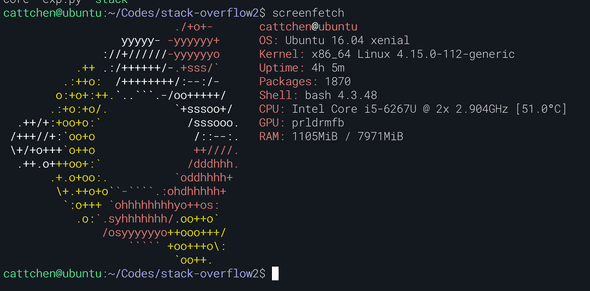 core exp.py stack
cattchen@ubuntu:~/Codes/stack-overflow2$ screenfetch
                          ./+o+-       cattchen@ubuntu
                  yyyyy- -yyyyyy+      OS: Ubuntu 16.04 xenial
               ://+//////-yyyyyyo      Kernel: x86_64 Linux 4.15.0-112-generic
           .++ .:/++++++/-.+sss/`      Uptime: 4h 5m
         .:++o:  /++++++++/:--:/-      Packages: 1870
        o:+o+:++.`..```.-/oo+++++/     Shell: bash 4.3.48
       .:+o:+o/.          `+sssoo+/    CPU: Intel Core i5-6267U @ 2x 2.904GHz [51.0°C]
  .++/+:+oo+o:`             /sssooo.   GPU: prldrmfb
 /+++//+:`oo+o               /::--:.   RAM: 1105MiB / 7971MiB
 \+/+o+++`o++o               ++////.
  .++.o+++oo+:`             /dddhhh.
       .+.o+oo:.          `oddhhhh+
        \+.++o+o``-````.:ohdhhhhh+
         `:o+++ `ohhhhhhhhyo++os:
           .o:`.syhhhhhhh/.oo++o`
               /osyyyyyyo++ooo+++/
                   ````` +oo+++o\:
                          `oo++.
cattchen@ubuntu:~/Codes/stack-overflow2$